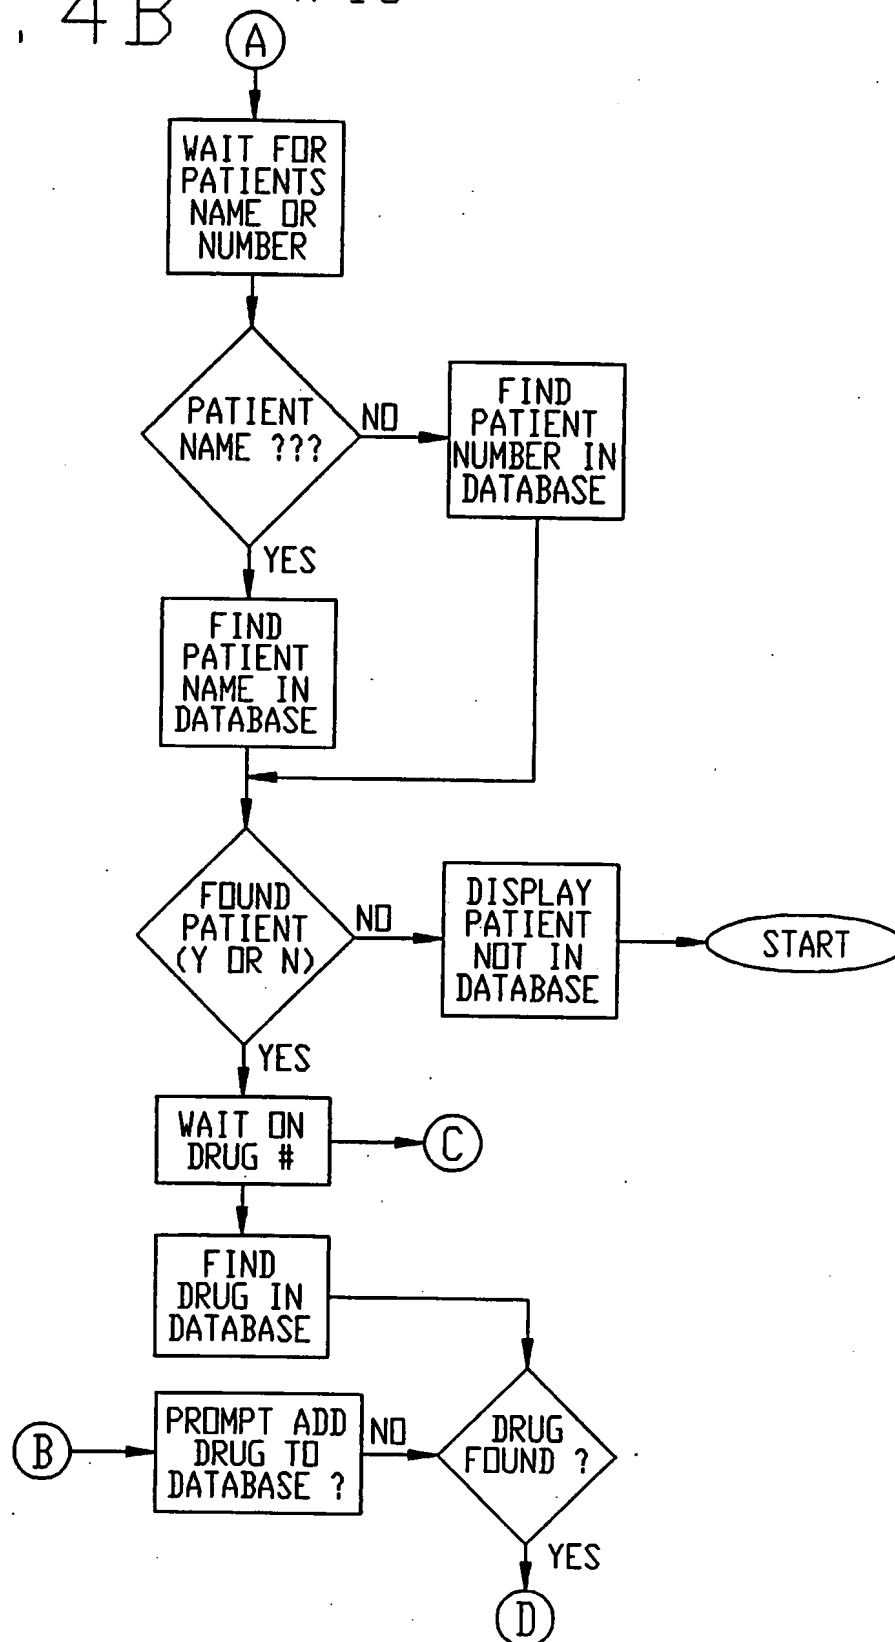 . 4B
A
WAIT FOR
PATIENTS
NAME OR
NUMBER
PATIENT
NAME ???
NO
FIND
PATIENT
NUMBER IN
DATABASE
YES
FIND
PATIENT
NAME IN
DATABASE
FOUND
PATIENT
(Y OR N)
NO
DISPLAY
PATIENT
NOT IN
DATABASE
START
YES
WAIT ON
DRUG #
C
FIND
DRUG IN
DATABASE
B
PROMPT ADD
DRUG TO
DATABASE ?
NO
DRUG
FOUND ?
YES
D